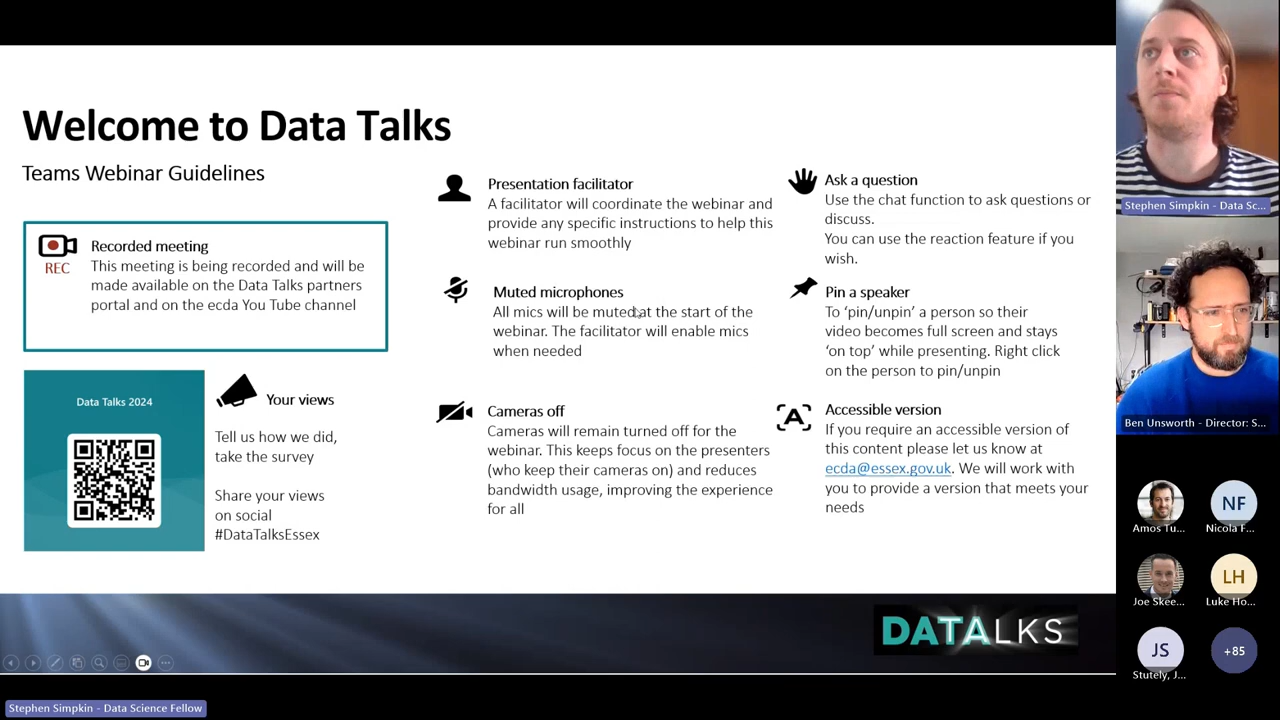 Welcome to Data Talks
Teams Webinar Guidelines
REC
Recorded meeting
This meeting is being recorded and will be
made available on the Data Talks partners
portal and on the ecda You Tube channel
Data Talks 2024
Your views
Tell us how we did,
take the survey
Share your views
on social
#DataTalksEssex
Presentation facilitator
A facilitator will coordinate the webinar and
provide any specific instructions to help this
webinar run smoothly
Muted microphones
All mics will be muted at the start of the
webinar. The facilitator will enable mics
when needed
Cameras off
Cameras will remain turned off for the
webinar. This keeps focus on the presenters
(who keep their cameras on) and reduces
bandwidth usage, improving the experience
for all
Ask a question
Use the chat function to ask questions or
discuss.
You can use the reaction feature if you
wish.
Pin a speaker
To ‘pin/unpin’ a person so their
video becomes full screen and stays
‘on top’ while presenting. Right click
on the person to pin/unpin
A
Accessible version
If you require an accessible version of
this content please let us know at
ecda@essex.gov.uk. We will work with
you to provide a version that meets your
needs
DATALKS
Stephen Simpkin - Data Science Fellow
Stephen Simpkin - Data Sc...
Ben Unsworth - Director: S...
Amos Tu...
NF
Nicola F...
Joe Skee...
LH
Luke Ho...
JS
Stutely, J...
+85